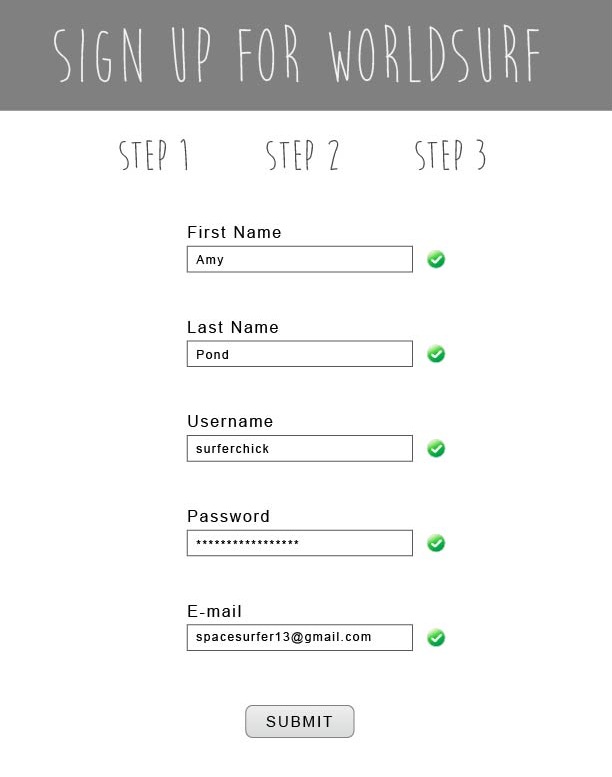 SIGN UP FOR WORLDSURF
STEP 1 STEP 2 STEP 3
First Name
Amy
Last Name
Pond
Username
surferchick
Password
*****************
E-mail
spacesurfer13@gmail.com
SUBMIT